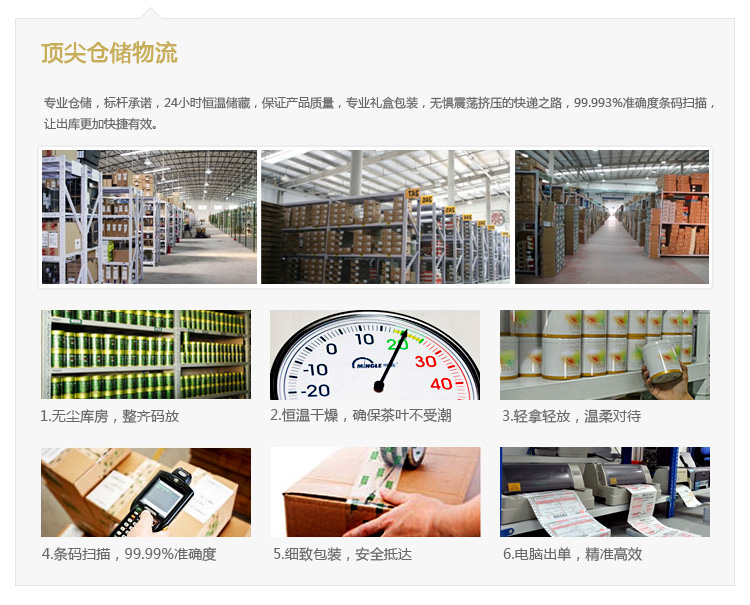 顶尖仓储物流
专业仓储，标杆承诺，24小时恒温储藏，保证产品质量，专业礼盒包装，无惧震荡挤压的快递之路，99.993%准确度条码扫描，
让出库更加快捷有效。
0 10 20 30 40
-10
-20
MINGLE
1.无尘库房，整齐码放
2.恒温干燥，确保茶叶不受潮
3.轻拿轻放，温柔对待
4.条码扫描，99.99%准确度
5.细致包装，安全抵达
6.电脑出单，精准高效